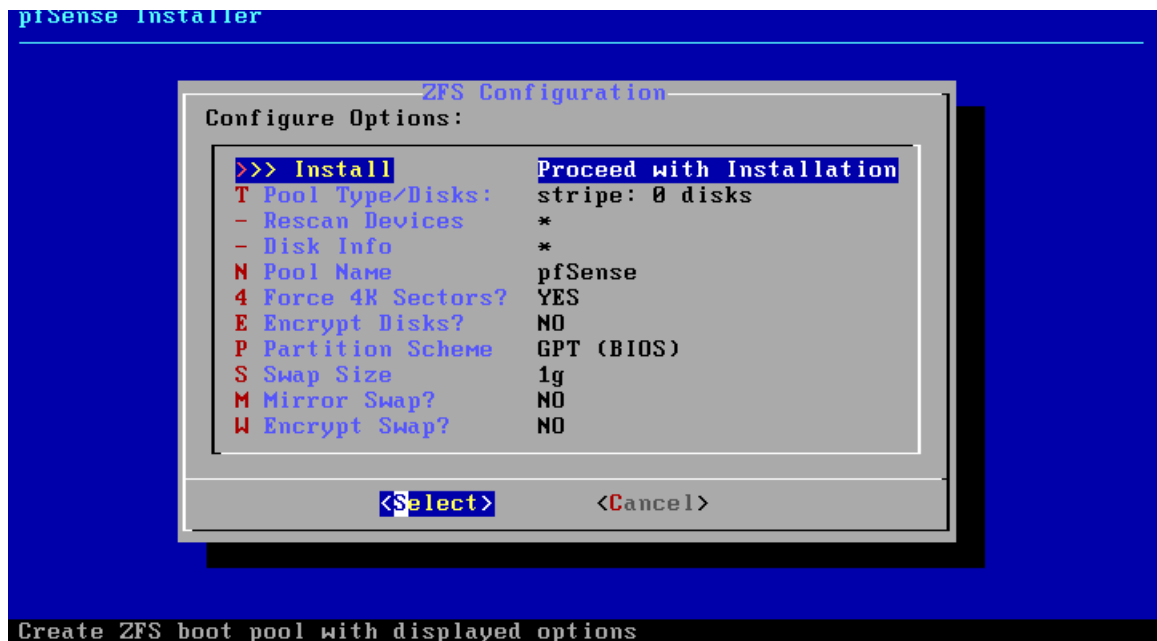 pfSense Installer
ZFS Configuration
Configure Options:
>>> Install Proceed with Installation
T Pool Type/Disks: stripe: 0 disks
- Rescan Devices *
- Disk Info *
N Pool Name pfSense
4 Force 4K Sectors? YES
E Encrypt Disks? NO
P Partition Scheme GPT (BIOS)
S Swap Size 1g
M Mirror Swap? NO
W Encrypt Swap? NO
<Select> <Cancel>
Create ZFS boot pool with displayed options